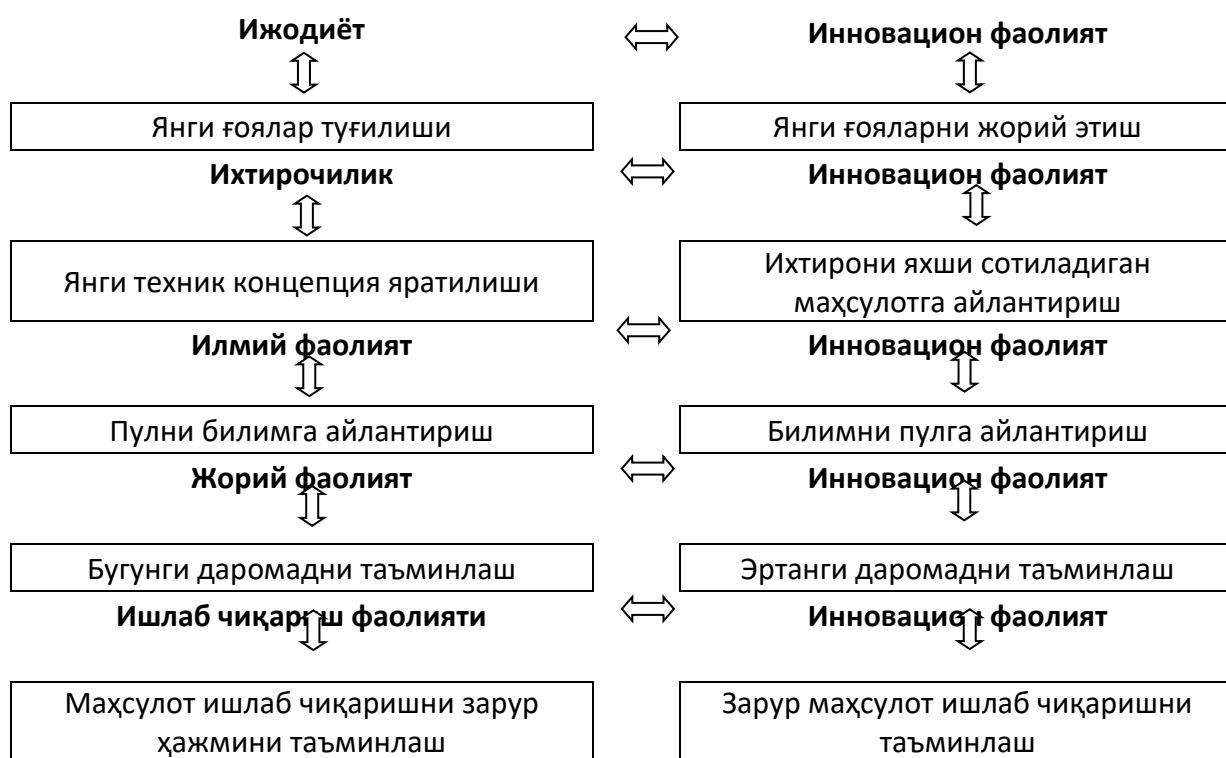 Ижодиёт
Инновацион фаолият
Янги ғоялар туғилиши
Янги ғояларни жорий этиш
Ихтирочилик
Инновацион фаолият
Янги техник концепция яратилиши
Ихтирони яхши сотиладиган
маҳсулотга айлантириш
Илмий фаолият
Инновацион фаолият
Пулни билимга айлантириш
Билимни пулга айлантириш
Жорий фаолият
Инновацион фаолият
Бугунги даромадни таъминлаш
Эртанги даромадни таъминлаш
Ишлаб чиқариш фаолияти
Инновацион фаолият
Маҳсулот ишлаб чиқаришни зарур
ҳажмини таъминлаш
Зарур маҳсулот ишлаб чиқаришни
таъминлаш